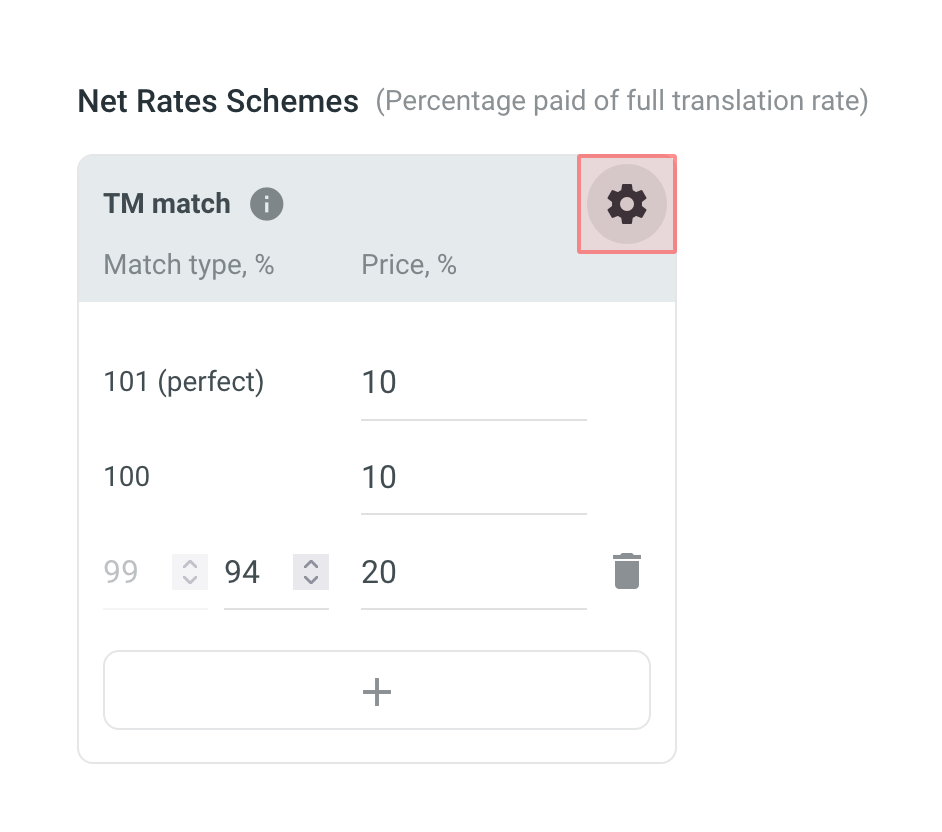 Net Rates Schemes (Percentage paid of full translation rate)
TM match
Match type, % Price, %
101 (perfect) 10
100 10
99 94 20